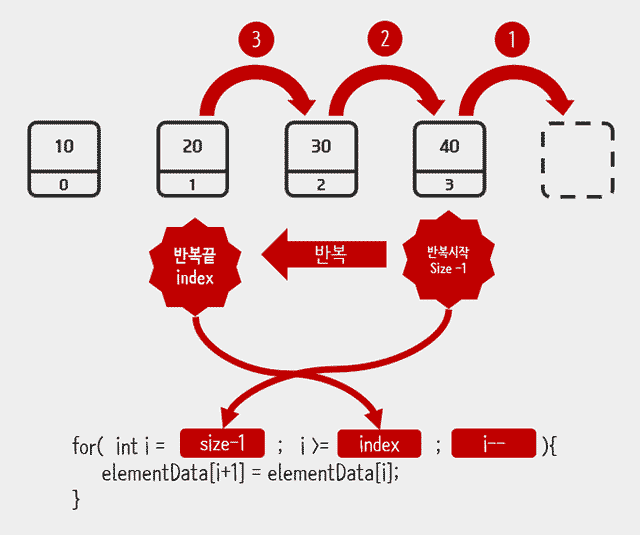 3 2 1
10 20 30 40
0 1 2 3
반복끝
index
반복
반복시작
Size -1
for( int i = size-1 ; i >= index ; i-- ){
elementData[i+1] = elementData[i];
}